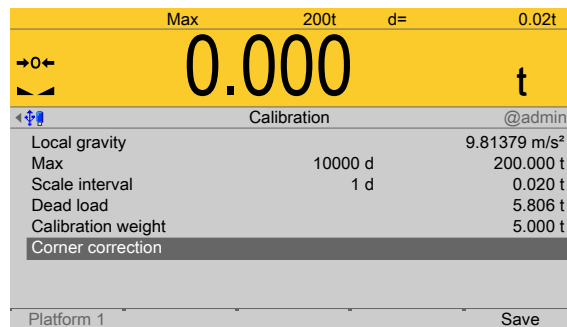 Max 200t d= 0.02t
→0← 0.000 t
Calibration @admin
Local gravity 9.81379 m/s²
Max 10000 d 200.000 t
Scale interval 1 d 0.020 t
Dead load 5.806 t
Calibration weight 5.000 t
Corner correction
Platform 1 Save